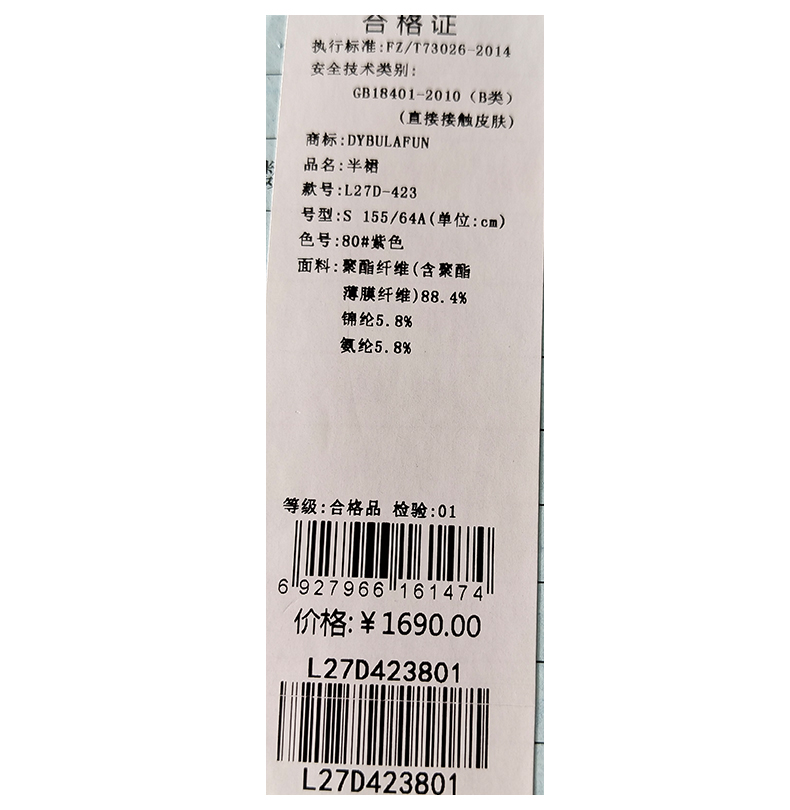 合格证
执行标准:FZ/T73026-2014
安全技术类别:
GB18401-2010(B类)
(直接接触皮肤)
商标:DYBULAFUN
品名:半裙
款号:L27D-423
号型:S 155/64A(单位:cm)
色号:80#紫色
面料:聚酯纤维(含聚酯
薄膜纤维)88.4%
锦纶5.8%
氨纶5.8%
等级:合格品 检验:01
6 927966 161474
价格:¥1690.00
L27D423801
L27D423801